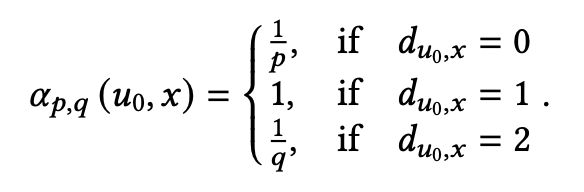 α_{p,q} (u_0, x) = { 1/p, if d_{u_0,x} = 0
1, if d_{u_0,x} = 1 .
1/q, if d_{u_0,x} = 2